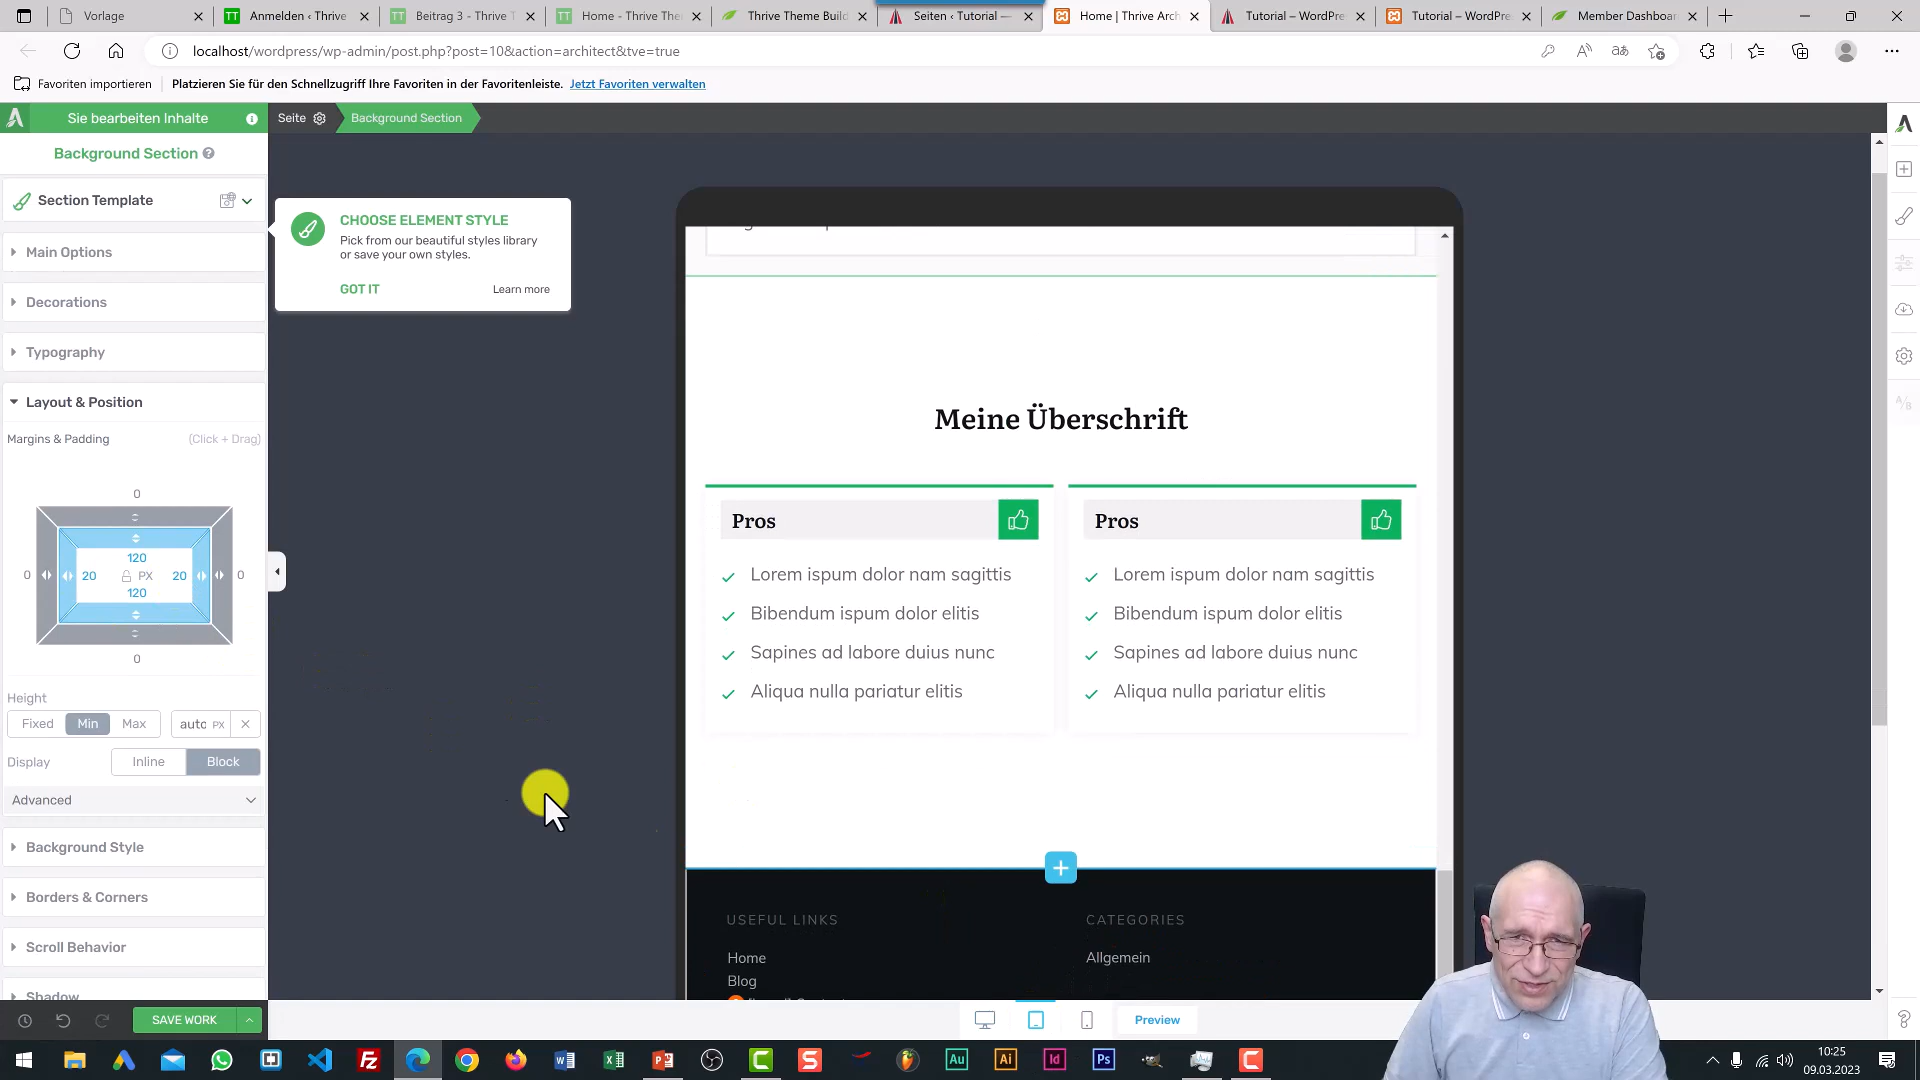 Vorlage
Anmelden ‹ Thrive
Beitrag 3 - Thrive T
Home - Thrive Them
Thrive Theme Build
Seiten ‹ Tutorial —
Home | Thrive Arch
Tutorial – WordPre
Tutorial – WordPre
Member Dashboar
localhost/wordpress/wp-admin/post.php?post=10&action=architect&tve=true
Favoriten importieren
Platzieren Sie für den Schnellzugriff Ihre Favoriten in der Favoritenleiste. Jetzt Favoriten verwalten
Sie bearbeiten Inhalte
Seite
Background Section
Background Section
Section Template
Main Options
Decorations
Typography
Layout & Position
Margins & Padding
(Click + Drag)
0
120
0
20
PX
20
0
120
0
Height
Fixed
Min
Max
auto PX
Display
Inline
Block
Advanced
Background Style
Borders & Corners
Scroll Behavior
Shadow
SAVE WORK
CHOOSE ELEMENT STYLE
Pick from our beautiful styles library
or save your own styles.
GOT IT
Learn more
Meine Überschrift
Pros
Lorem ispum dolor nam sagittis
Bibendum ispum dolor elitis
Sapines ad labore duius nunc
Aliqua nulla pariatur elitis
Pros
Lorem ispum dolor nam sagittis
Bibendum ispum dolor elitis
Sapines ad labore duius nunc
Aliqua nulla pariatur elitis
USEFUL LINKS
Home
Blog
CATEGORIES
Allgemein
Preview
A/B
Au
Ai
Id
Ps
10:25
09.03.2023